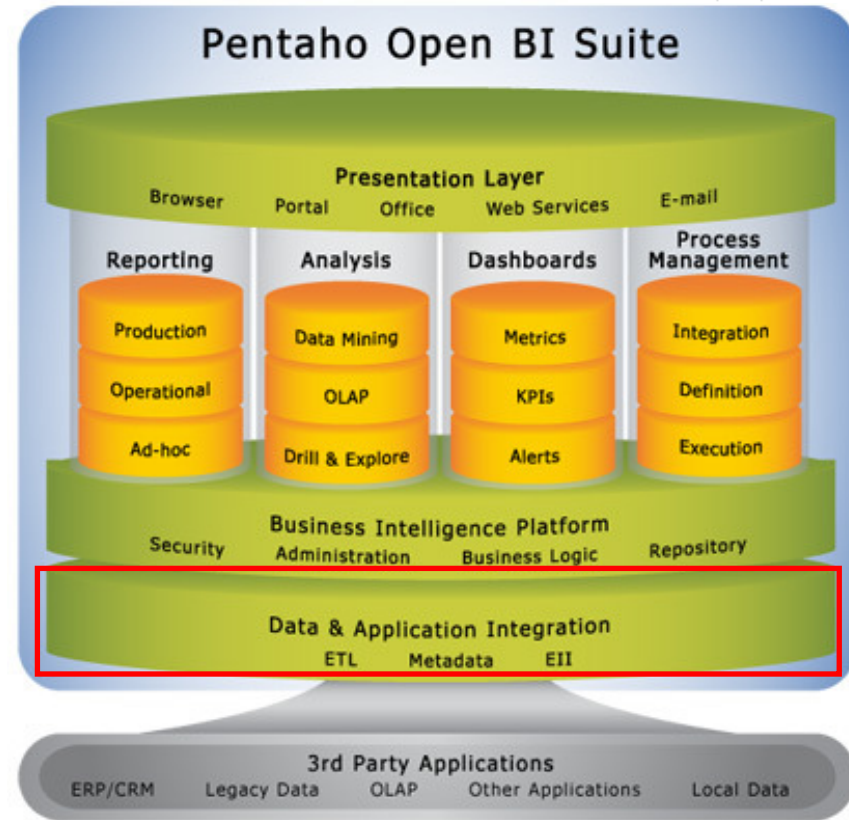 Pentaho Open BI Suite
Presentation Layer
Browser Portal Office Web Services E-mail
Reporting Analysis Dashboards Process Management
Production Data Mining Metrics Integration
Operational OLAP KPIs Definition
Ad-hoc Drill & Explore Alerts Execution
Business Intelligence Platform
Security Administration Business Logic Repository
Data & Application Integration
ETL Metadata EII
3rd Party Applications
ERP/CRM Legacy Data OLAP Other Applications Local Data